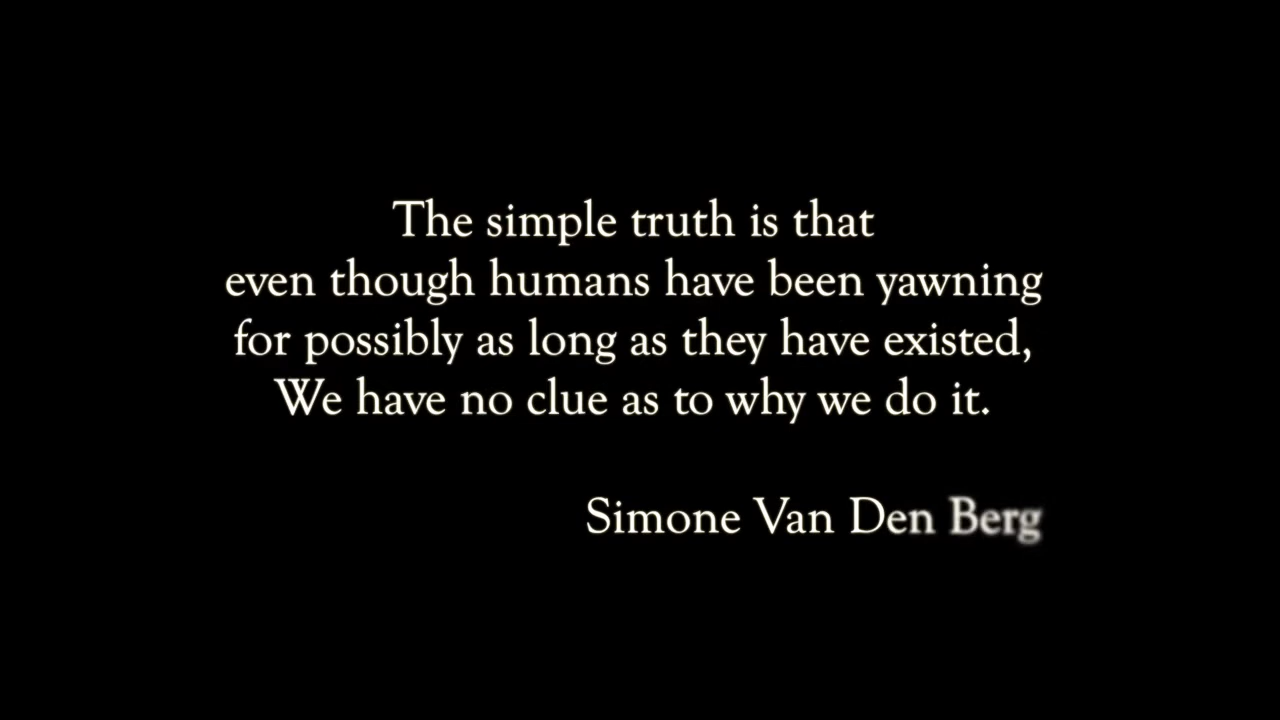 The simple truth is that
even though humans have been yawning
for possibly as long as they have existed,
We have no clue as to why we do it.
Simone Van Den Berg